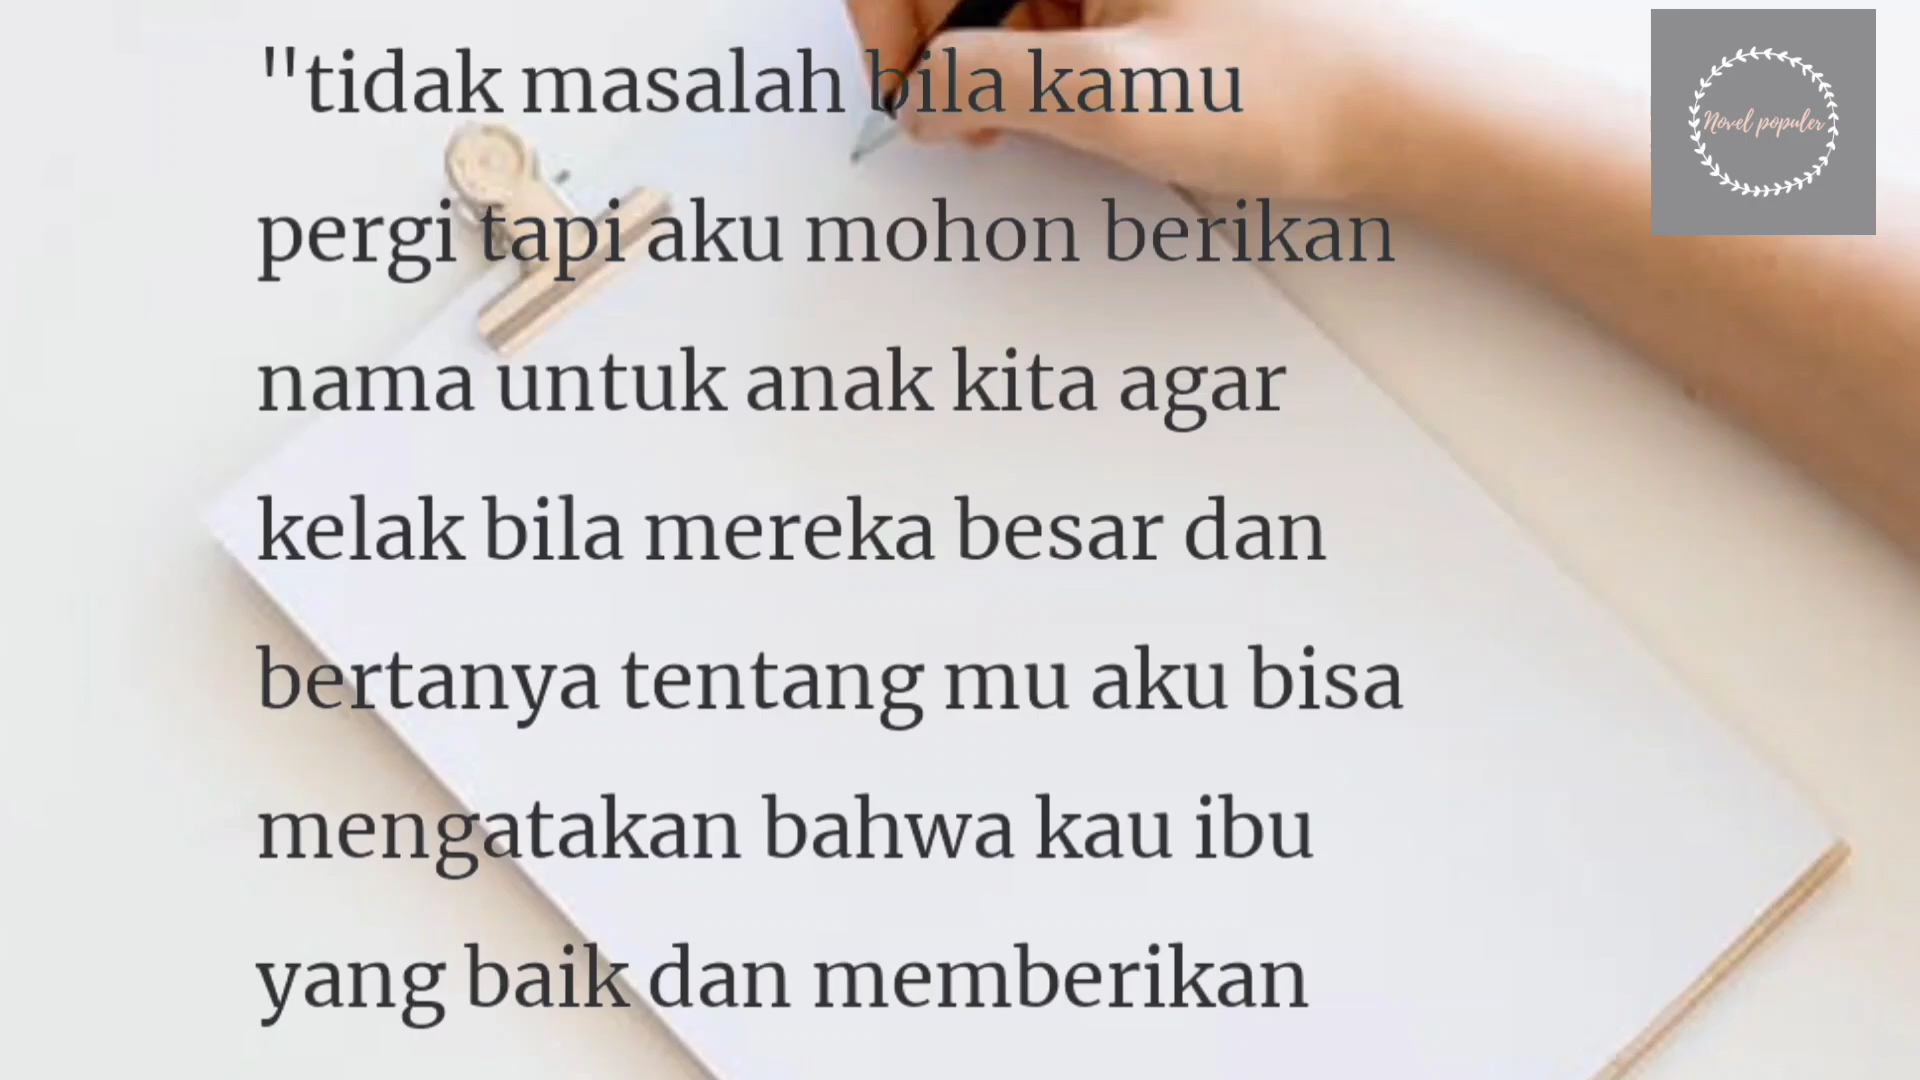 "tidak masalah bila kamu
pergi tapi aku mohon berikan
nama untuk anak kita agar
kelak bila mereka besar dan
bertanya tentang mu aku bisa
mengatakan bahwa kau ibu
yang baik dan memberikan
Novel populer